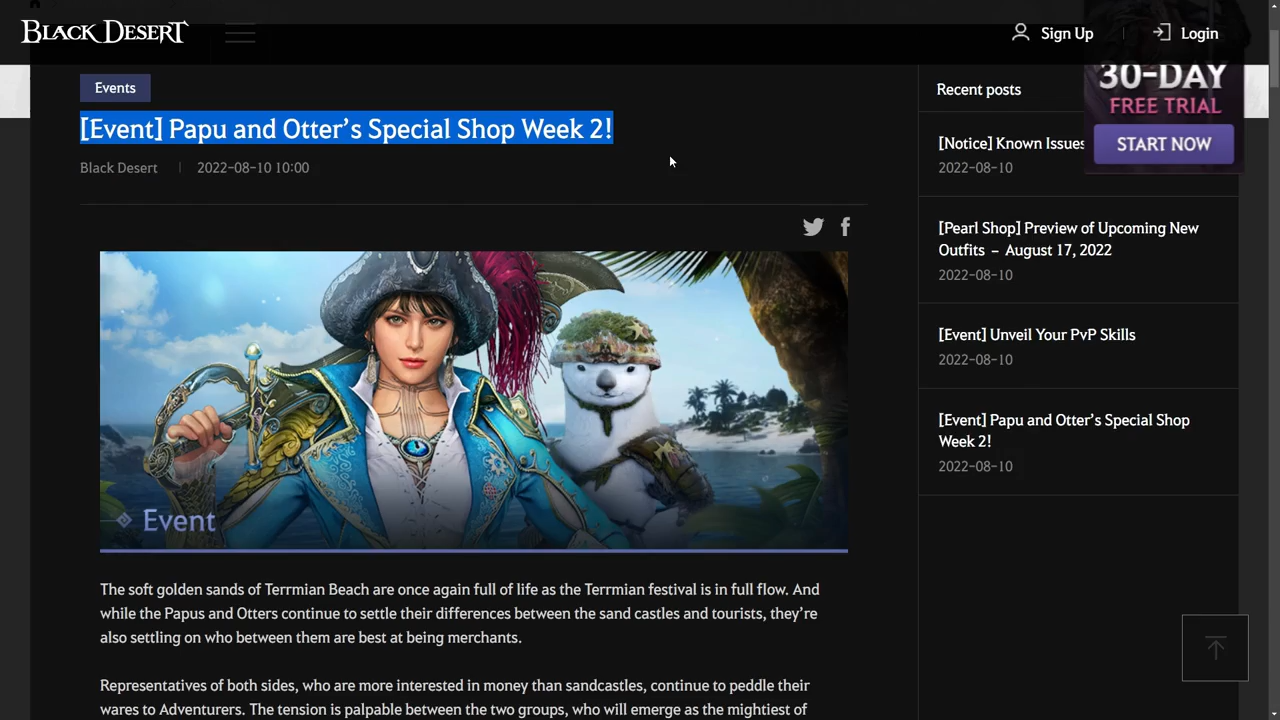 BLACK DESERT
Sign Up
Login
Events
[Event] Papu and Otter’s Special Shop Week 2!
Black Desert
2022-08-10 10:00
Event
The soft golden sands of Terrmian Beach are once again full of life as the Terrmian festival is in full flow. And
while the Papus and Otters continue to settle their differences between the sand castles and tourists, they’re
also settling on who between them are best at being merchants.
Representatives of both sides, who are more interested in money than sandcastles, continue to peddle their
wares to Adventurers. The tension is palpable between the two groups, who will emerge as the mightiest of
Recent posts
30-DAY
FREE TRIAL
START NOW
[Notice] Known Issues
2022-08-10
[Pearl Shop] Preview of Upcoming New
Outfits – August 17, 2022
2022-08-10
[Event] Unveil Your PvP Skills
2022-08-10
[Event] Papu and Otter’s Special Shop
Week 2!
2022-08-10